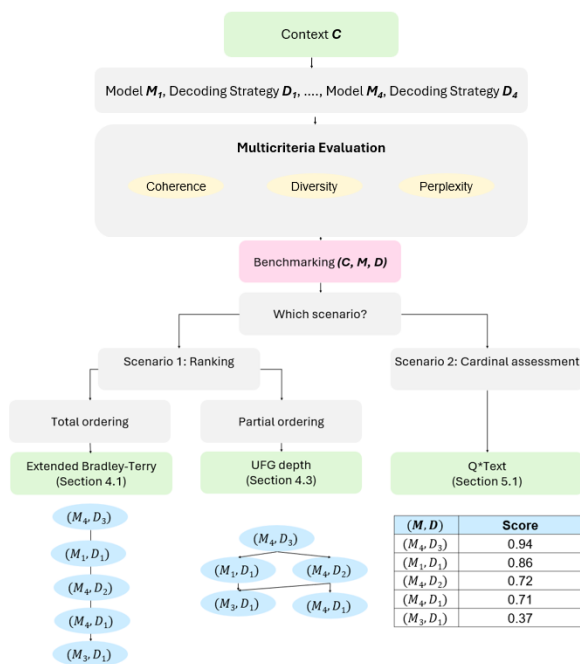 Context C
Model M₁, Decoding Strategy D₁, ...., Model M₄, Decoding Strategy D₄
Multicriteria Evaluation
Coherence
Diversity
Perplexity
Benchmarking (C, M, D)
Which scenario?
Scenario 1: Ranking
Scenario 2: Cardinal assessment
Total ordering
Partial ordering
Extended Bradley-Terry
(Section 4.1)
UFG depth
(Section 4.3)
Q*Text
(Section 5.1)
(M₄, D₃)
(M₁, D₁)
(M₄, D₂)
(M₄, D₁)
(M₃, D₁)
(M₄, D₃)
(M₁, D₁) (M₄, D₂)
(M₃, D₁) (M₄, D₁)
(M, D) Score
(M₄, D₃) 0.94
(M₁, D₁) 0.86
(M₄, D₂) 0.72
(M₄, D₁) 0.71
(M₃, D₁) 0.37